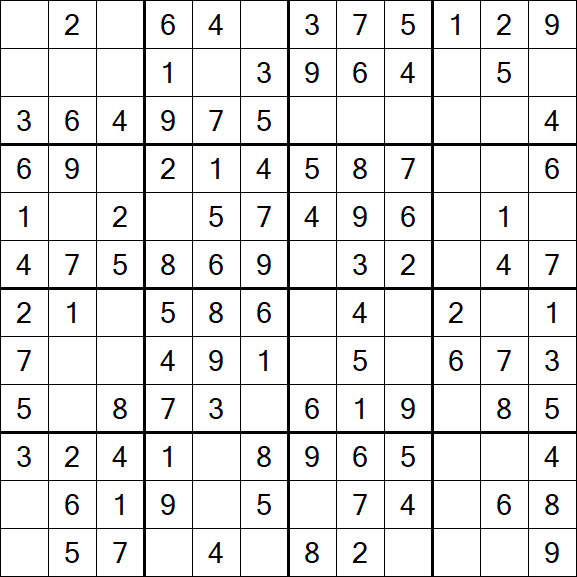 2 6 4 3 7 5 1 2 9
1 3 9 6 4 5
3 6 4 9 7 5 4
6 9 2 1 4 5 8 7 6
1 2 5 7 4 9 6 1
4 7 5 8 6 9 3 2 4 7
2 1 5 8 6 4 2 1
7 4 9 1 5 6 7 3
5 8 7 3 6 1 9 8 5
3 2 4 1 8 9 6 5 4
6 1 9 5 7 4 6 8
5 7 4 8 2 9